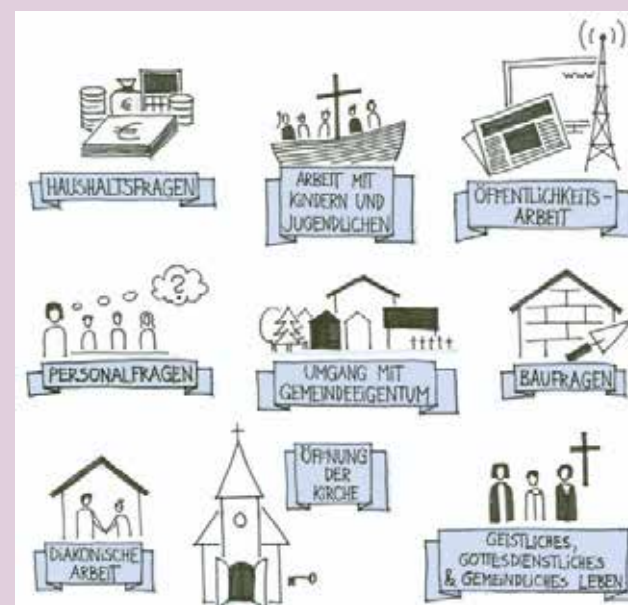 HAUSHALTSFRAGEN
ARBEIT MIT
KINDERN UND
JUGENDLICHEN
ÖFFENTLICHKEITS-
ARBEIT
?
PERSONALFRAGEN
UMGANG MIT
GEMEINDEEIGENTUM
BAUFRAGEN
DIAKONISCHE
ARBEIT
ÖFFNUNG
DER
KIRCHE
GEISTLICHES,
GOTTESDIENSTLICHES
& GEMEINDLICHES LEBEN